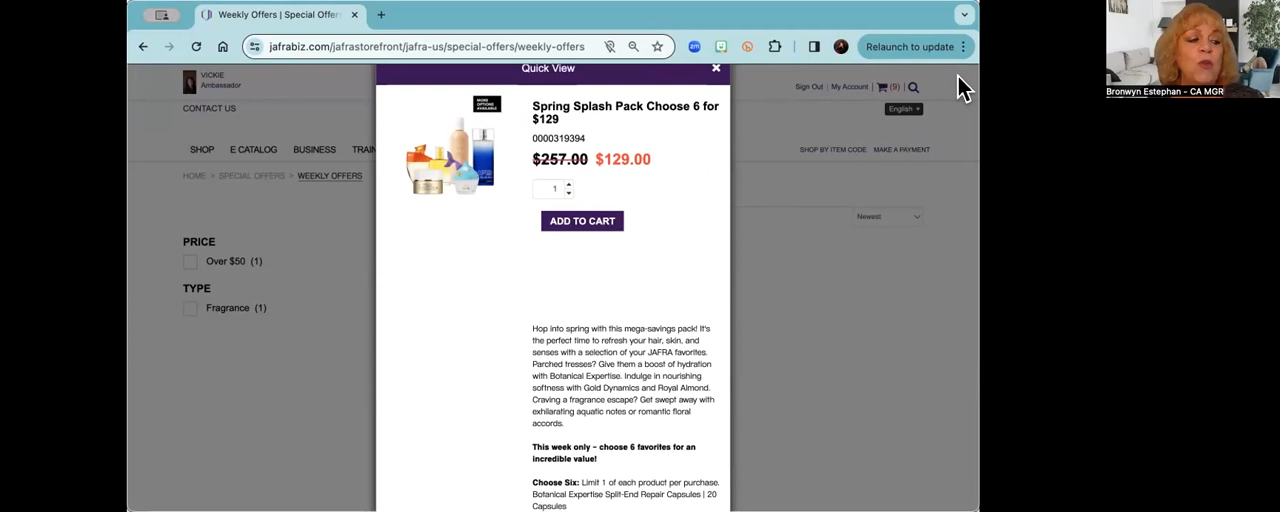 Weekly Offers | Special Offer
jafrabiz.com/jafrastorefront/jafra-us/special-offers/weekly-offers
Relaunch to update
Bronwyn Estephan - CA MGR
VICKIE
Ambassador
Sign Out
My Account
(9)
CONTACT US
English
SHOP
E CATALOG
BUSINESS
TRAIN
SHOP BY ITEM CODE
MAKE A PAYMENT
HOME > SPECIAL OFFERS > WEEKLY OFFERS
Newest
PRICE
Over $50 (1)
TYPE
Fragrance (1)
Quick View
MORE
OPTIONS
AVAILABLE
Spring Splash Pack Choose 6 for
$129
0000319394
$257.00 $129.00
1
ADD TO CART
Hop into spring with this mega-savings pack! It's
the perfect time to refresh your hair, skin, and
senses with a selection of your JAFRA favorites.
Parched tresses? Give them a boost of hydration
with Botanical Expertise. Indulge in nourishing
softness with Gold Dynamics and Royal Almond.
Craving a fragrance escape? Get swept away with
exhilarating aquatic notes or romantic floral
accords.
This week only – choose 6 favorites for an
incredible value!
Choose Six: Limit 1 of each product per purchase.
Botanical Expertise Split-End Repair Capsules | 20
Capsules